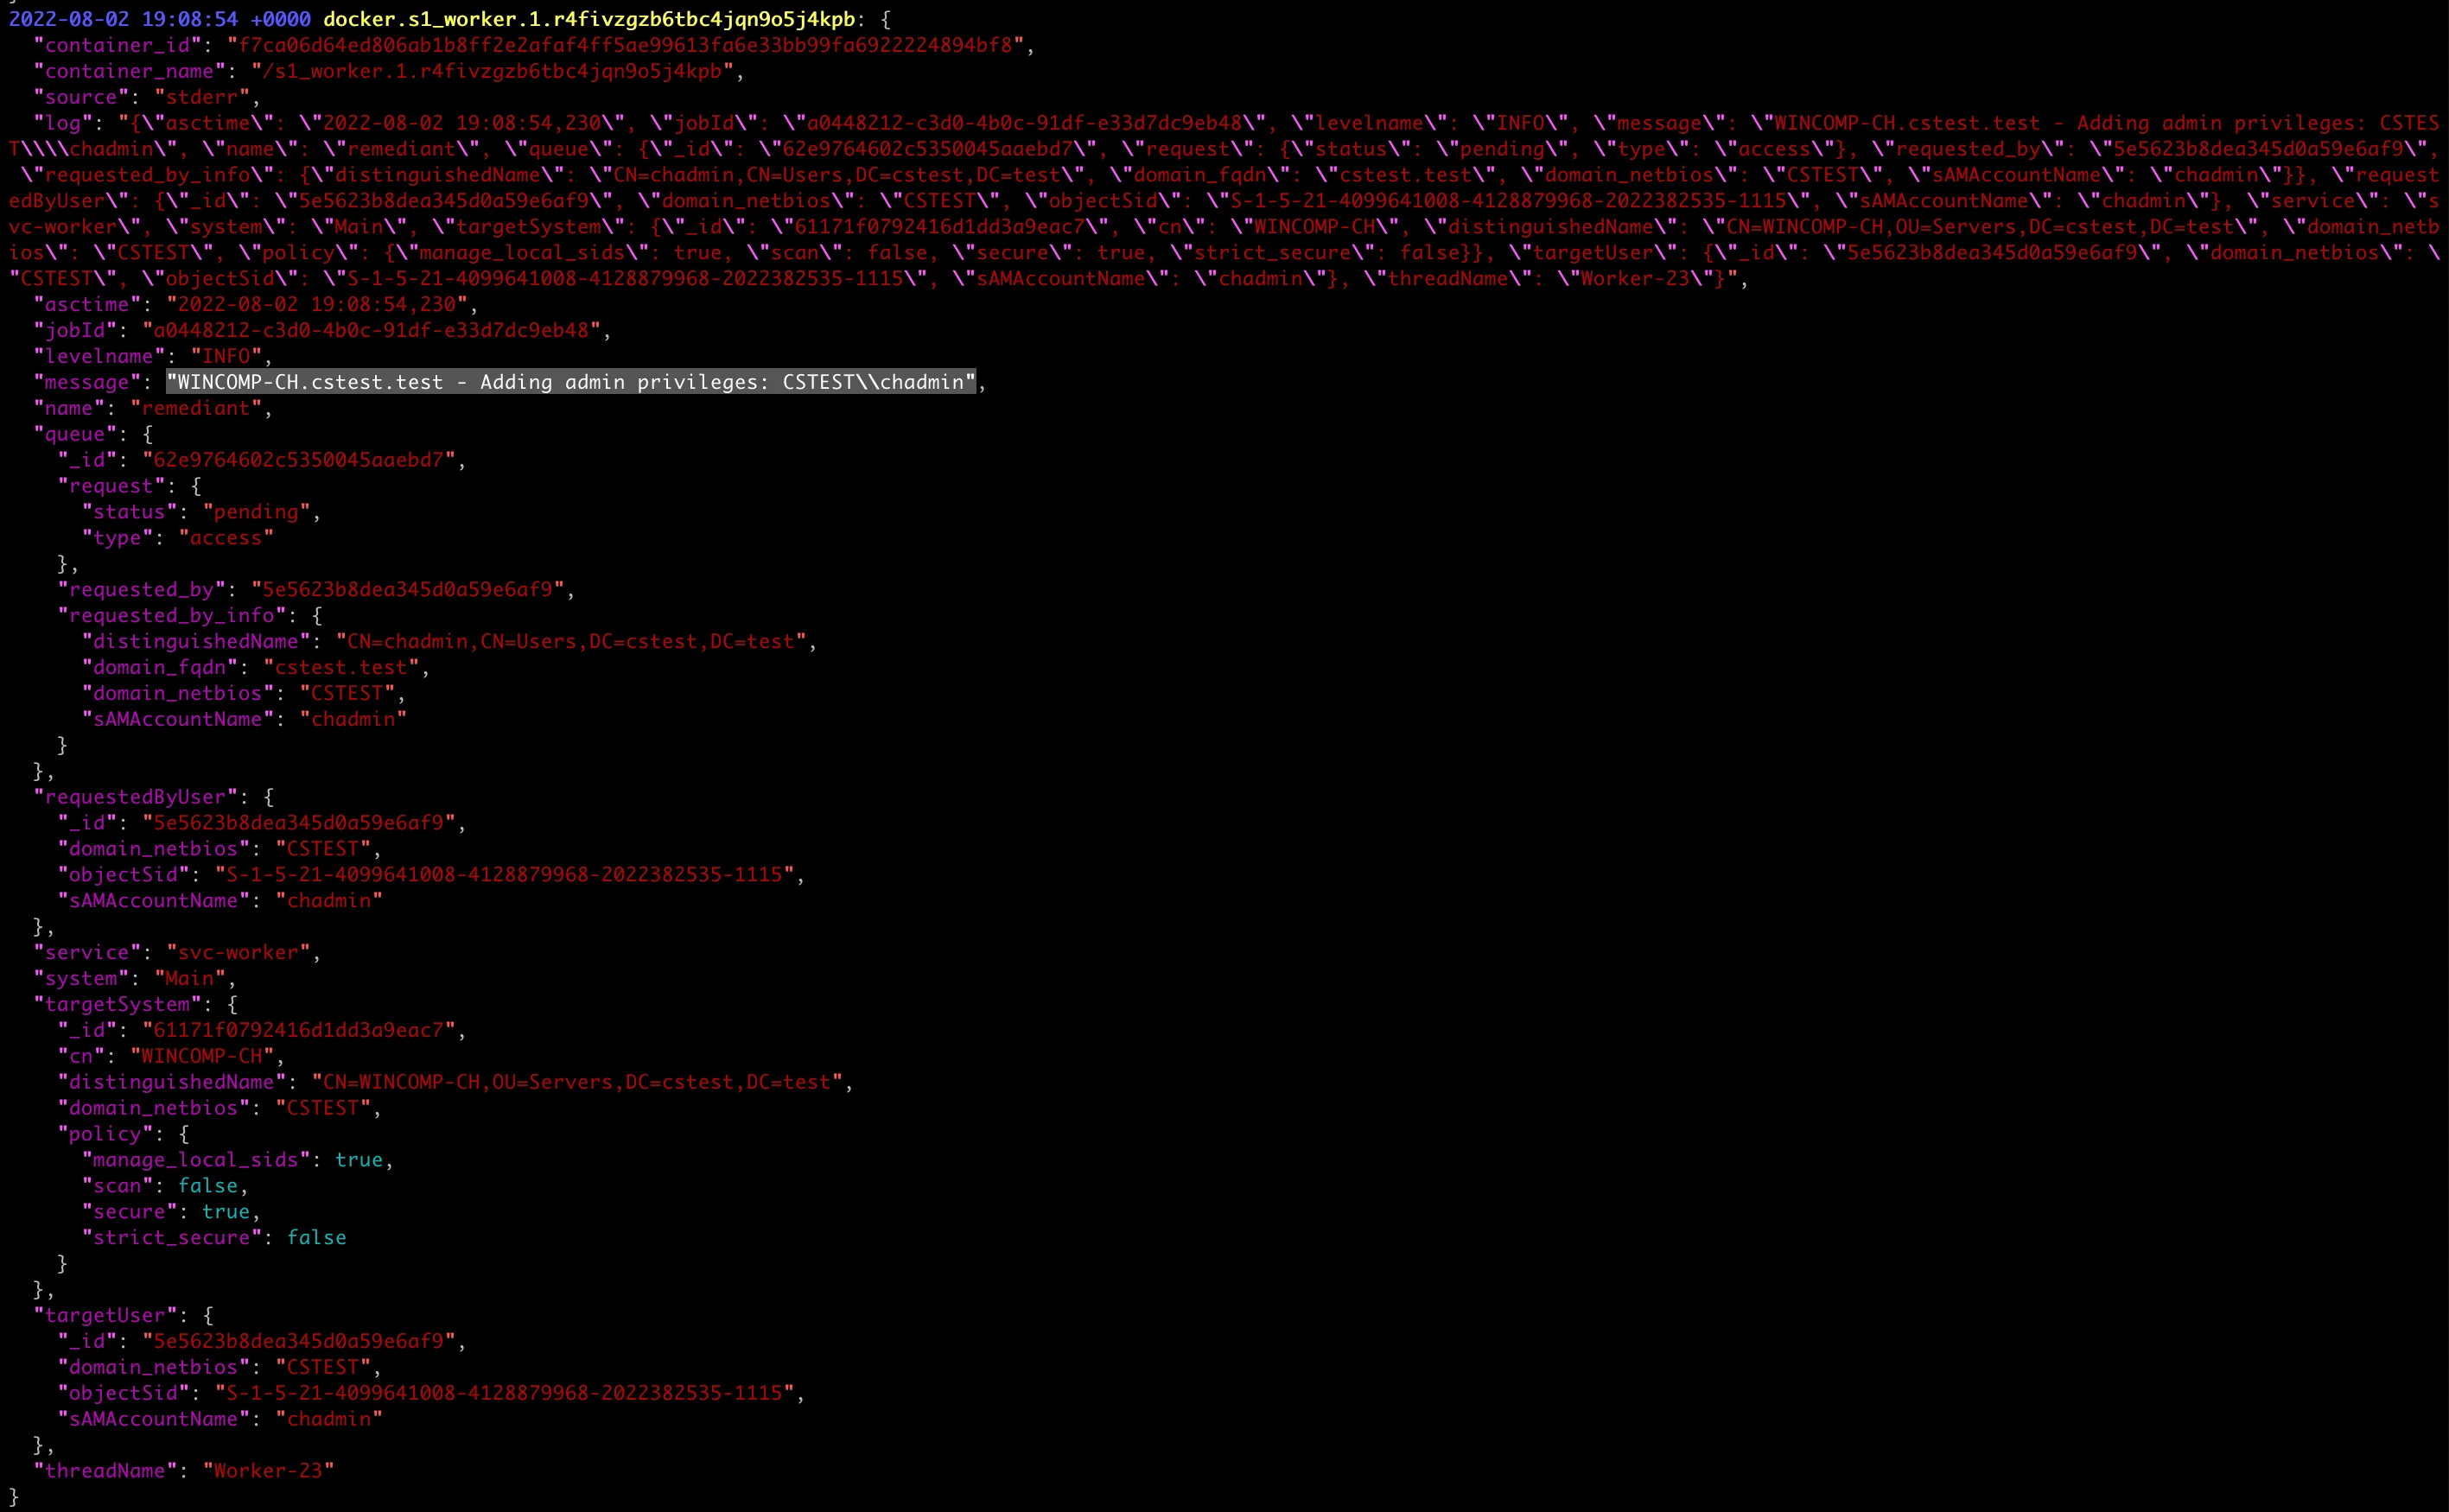 2022-08-02 19:08:54 +0000 docker.s1_worker.1.r4fivzgzb6tbc4jqn9o5j4kpb: {
  "container_id": "f7ca06d64ed806ab1b8ff2e2afaf4ff5ae99613fa6e33bb99fa6922224894bf8",
  "container_name": "/s1_worker.1.r4fivzgzb6tbc4jqn9o5j4kpb",
  "source": "stderr",
  "log": "{\"asctime\": \"2022-08-02 19:08:54,230\", \"jobId\": \"a0448212-c3d0-4b0c-91df-e33d7dc9eb48\", \"levelname\": \"INFO\", \"message\": \"WINCOMP-CH.cstest.test - Adding admin privileges: CSTES
T\\\\chadmin\", \"name\": \"remediant\", \"queue\": {\"_id\": \"62e9764602c5350045aaebd7\", \"request\": {\"status\": \"pending\", \"type\": \"access\"}, \"requested_by\": \"5e5623b8dea345d0a59e6af9\",
 \"requested_by_info\": {\"distinguishedName\": \"CN=chadmin,CN=Users,DC=cstest,DC=test\", \"domain_fqdn\": \"cstest.test\", \"domain_netbios\": \"CSTEST\", \"sAMAccountName\": \"chadmin\"}}, \"request
edByUser\": {\"_id\": \"5e5623b8dea345d0a59e6af9\", \"domain_netbios\": \"CSTEST\", \"objectSid\": \"S-1-5-21-4099641008-4128879968-2022382535-1115\", \"sAMAccountName\": \"chadmin\"}, \"service\": \"s
vc-worker\", \"system\": \"Main\", \"targetSystem\": {\"_id\": \"61171f0792416d1dd3a9eac7\", \"cn\": \"WINCOMP-CH\", \"distinguishedName\": \"CN=WINCOMP-CH,OU=Servers,DC=cstest,DC=test\", \"domain_netb
ios\": \"CSTEST\", \"policy\": {\"manage_local_sids\": true, \"scan\": false, \"secure\": true, \"strict_secure\": false}}, \"targetUser\": {\"_id\": \"5e5623b8dea345d0a59e6af9\", \"domain_netbios\": \
"CSTEST\", \"objectSid\": \"S-1-5-21-4099641008-4128879968-2022382535-1115\", \"sAMAccountName\": \"chadmin\"}, \"threadName\": \"Worker-23\"}",
  "asctime": "2022-08-02 19:08:54,230",
  "jobId": "a0448212-c3d0-4b0c-91df-e33d7dc9eb48",
  "levelname": "INFO",
  "message": "WINCOMP-CH.cstest.test - Adding admin privileges: CSTEST\\chadmin",
  "name": "remediant",
  "queue": {
    "_id": "62e9764602c5350045aaebd7",
    "request": {
      "status": "pending",
      "type": "access"
    },
    "requested_by": "5e5623b8dea345d0a59e6af9",
    "requested_by_info": {
      "distinguishedName": "CN=chadmin,CN=Users,DC=cstest,DC=test",
      "domain_fqdn": "cstest.test",
      "domain_netbios": "CSTEST",
      "sAMAccountName": "chadmin"
    }
  },
  "requestedByUser": {
    "_id": "5e5623b8dea345d0a59e6af9",
    "domain_netbios": "CSTEST",
    "objectSid": "S-1-5-21-4099641008-4128879968-2022382535-1115",
    "sAMAccountName": "chadmin"
  },
  "service": "svc-worker",
  "system": "Main",
  "targetSystem": {
    "_id": "61171f0792416d1dd3a9eac7",
    "cn": "WINCOMP-CH",
    "distinguishedName": "CN=WINCOMP-CH,OU=Servers,DC=cstest,DC=test",
    "domain_netbios": "CSTEST",
    "policy": {
      "manage_local_sids": true,
      "scan": false,
      "secure": true,
      "strict_secure": false
    }
  },
  "targetUser": {
    "_id": "5e5623b8dea345d0a59e6af9",
    "domain_netbios": "CSTEST",
    "objectSid": "S-1-5-21-4099641008-4128879968-2022382535-1115",
    "sAMAccountName": "chadmin"
  },
  "threadName": "Worker-23"
}